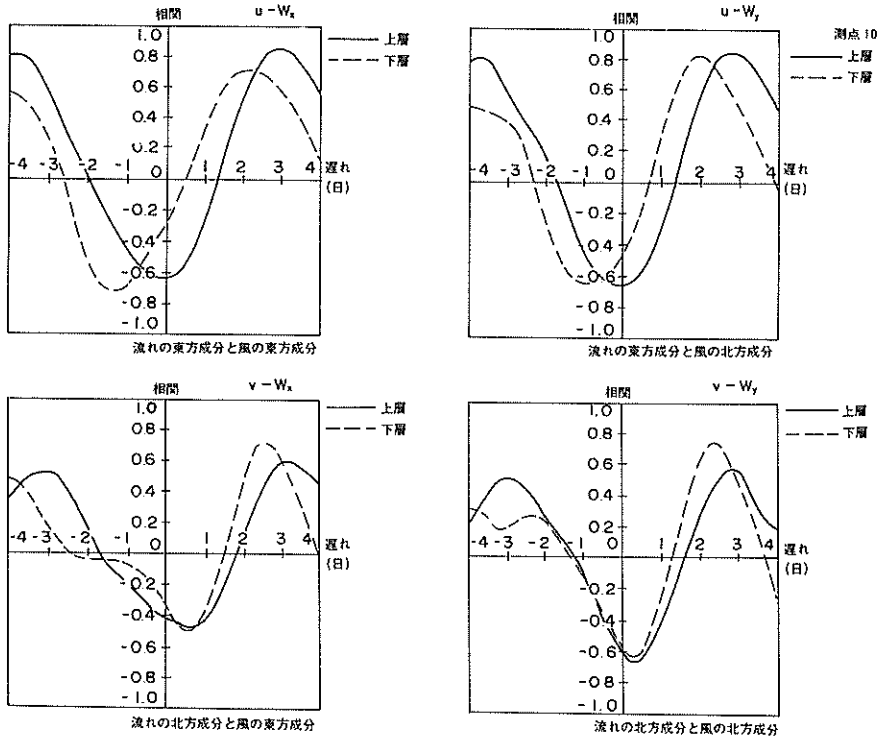 相関
u-Wx
上層
下層
1.0
0.8
0.6
0.4
0.2
-4 -3 -2 -1 0 1 2 3 4
遅れ
(日)
-0.2
-0.4
-0.6
-0.8
-1.0
流れの東方成分と風の東方成分
相関
u-Wy
測点10
上層
下層
1.0
0.8
0.6
0.4
0.2
-4 -3 -2 -1 0 1 2 3 4
遅れ
(日)
-0.2
-0.4
-0.6
-0.8
-1.0
流れの東方成分と風の北方成分
相関
v-Wx
上層
下層
1.0
0.8
0.6
0.4
0.2
-4 -3 -2 -1 0 1 2 3 4
遅れ
(日)
-0.2
-0.4
-0.6
-0.8
-1.0
流れの北方成分と風の東方成分
相関
v-Wy
上層
下層
1.0
0.8
0.6
0.4
0.2
-4 -3 -2 -1 0 1 2 3 4
遅れ
(日)
-0.2
-0.4
-0.6
-0.8
-1.0
流れの北方成分と風の北方成分